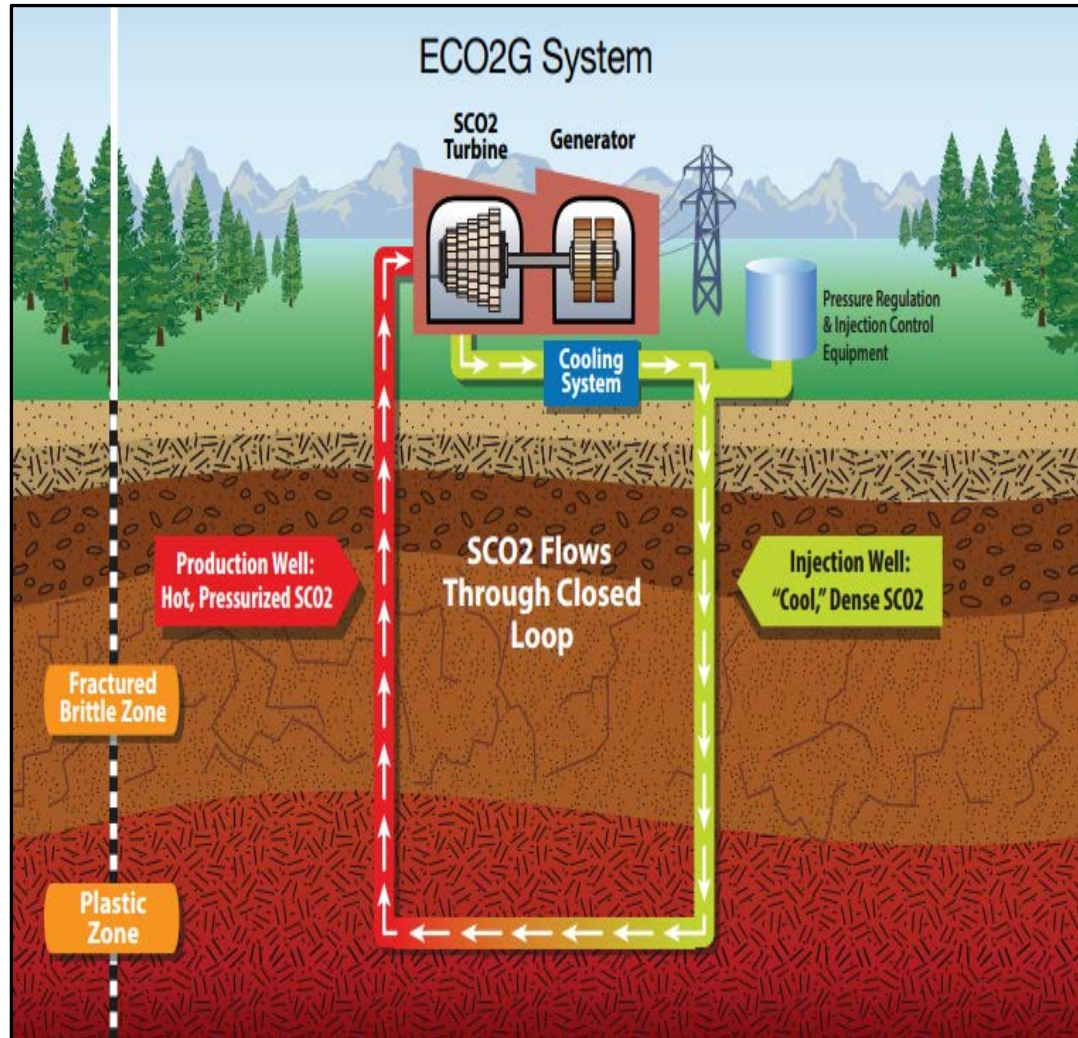 ECO2G System
SCO2
Turbine
Generator
Pressure Regulation
& Injection Control
Equipment
Cooling
System
Production Well:
Hot, Pressurized SCO2
SCO2 Flows
Through Closed
Loop
Injection Well:
“Cool,” Dense SCO2
Fractured
Brittle Zone
Plastic
Zone